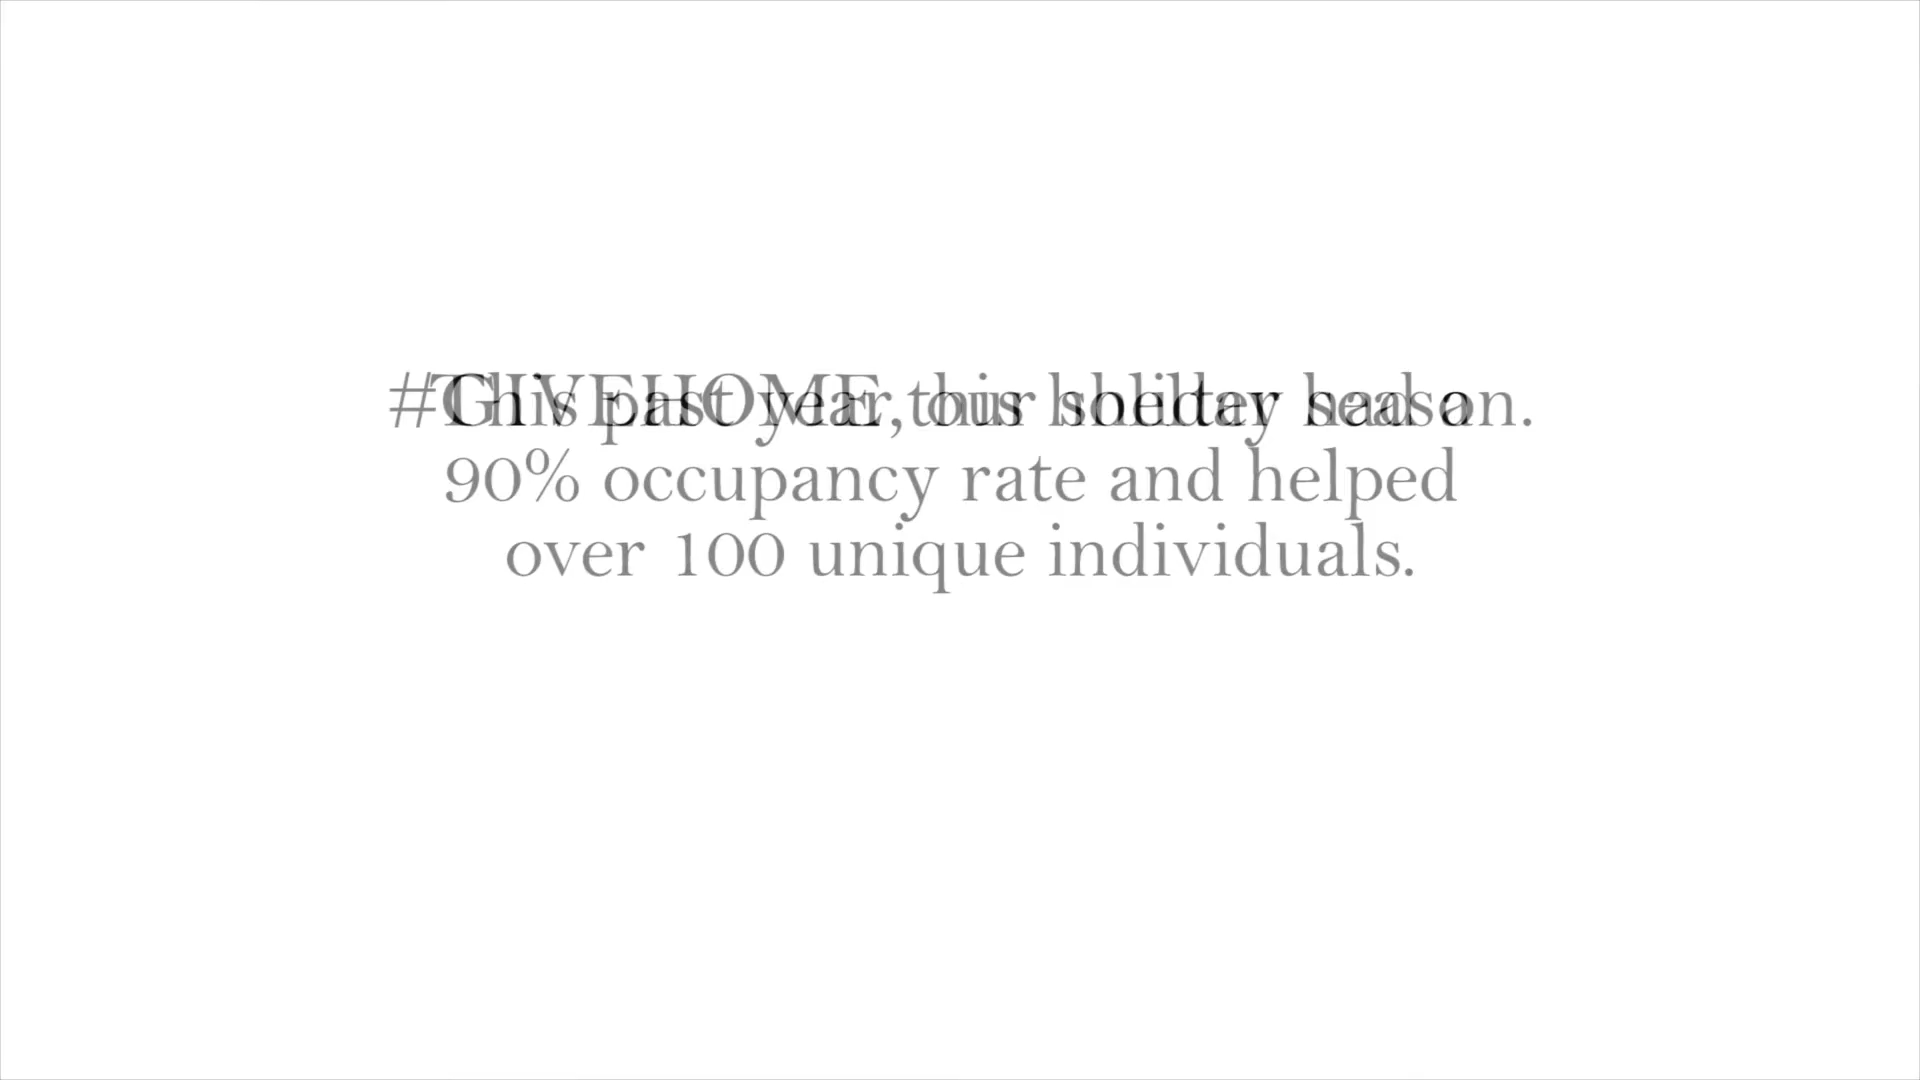 #GIVEHOME this holiday season.
This past year, our shelter had a
90% occupancy rate and helped
over 100 unique individuals.